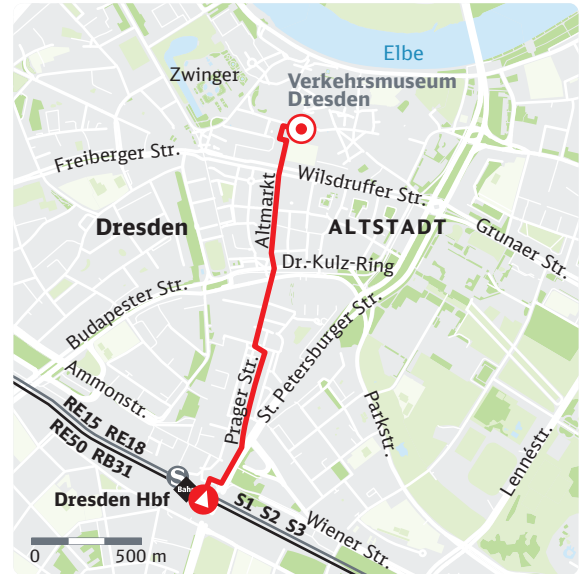 Elbe
Zwinger
Verkehrsmuseum
Dresden
Freiberger Str.
Wilsdruffer Str.
Altmarkt
Dresden
ALTSTADT
Grunaer Str.
Dr.-Kulz-Ring
Budapester Str.
St. Petersburger Str.
Prager Str.
Ammonstr.
Parkstr.
Lennéstr.
RE15 RE18
RE50 RB31
S
Bahn
Dresden Hbf
S1 S2 S3
Wiener Str.
0 500 m